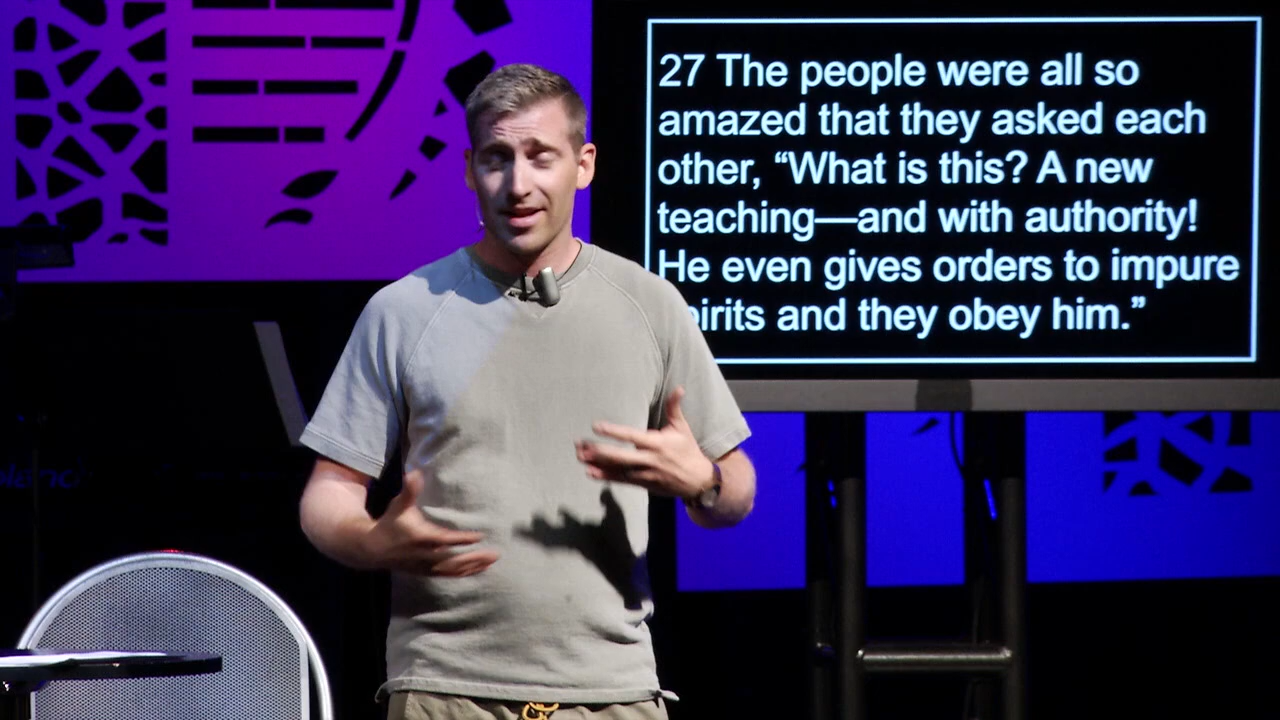 27 The people were all so
amazed that they asked each
other, “What is this? A new
teaching—and with authority!
He even gives orders to impure
pirits and they obey him.”